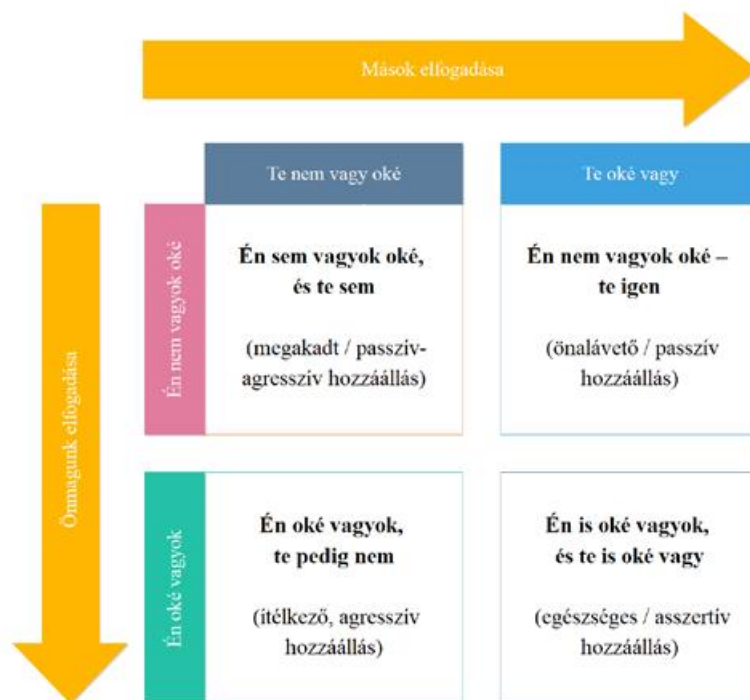 Mások elfogadása
Te nem vagy oké
Te oké vagy
Önmagunk elfogadása
Én nem vagyok oké
Én sem vagyok oké,
és te sem
(megakadt / passzív-
agresszív hozzáállás)
Én nem vagyok oké –
te igen
(önalávető / passzív
hozzáállás)
Én oké vagyok
Én oké vagyok,
te pedig nem
(ítélkező, agresszív
hozzáállás)
Én is oké vagyok,
és te is oké vagy
(egészséges / asszertív
hozzáállás)